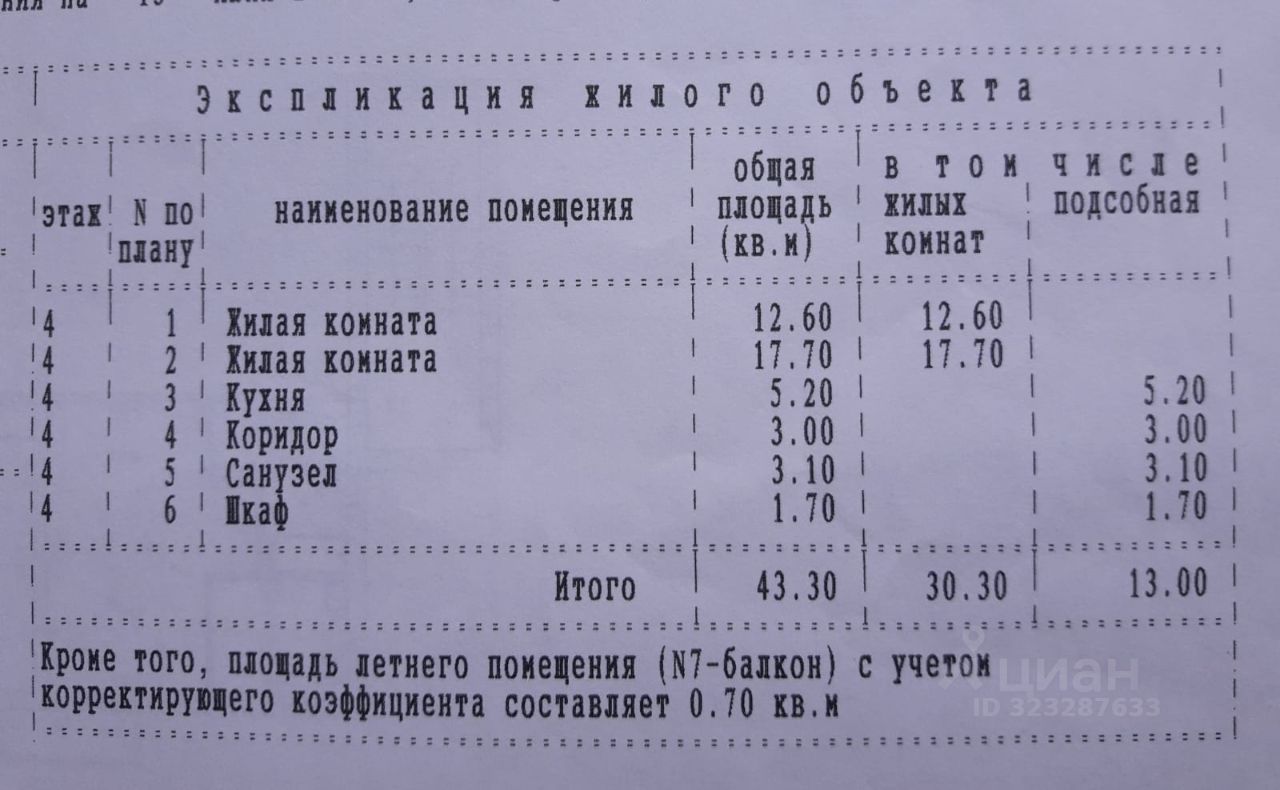 Экспликация жилого объекта
общая в том числе
этаж N по наименование помещения площадь жилых подсобная
плану (кв.м) комнат
4 1 Жилая комната 12.60 12.60
4 2 Жилая комната 17.70 17.70
4 3 Кухня 5.20 5.20
4 4 Коридор 3.00 3.00
4 5 Санузел 3.10 3.10
4 6 Шкаф 1.70 1.70
Итого 43.30 30.30 13.00
Кроме того, площадь летнего помещения (N7-балкон) с учетом
корректирующего коэффициента составляет 0.70 кв.м
циан
ID 323287633